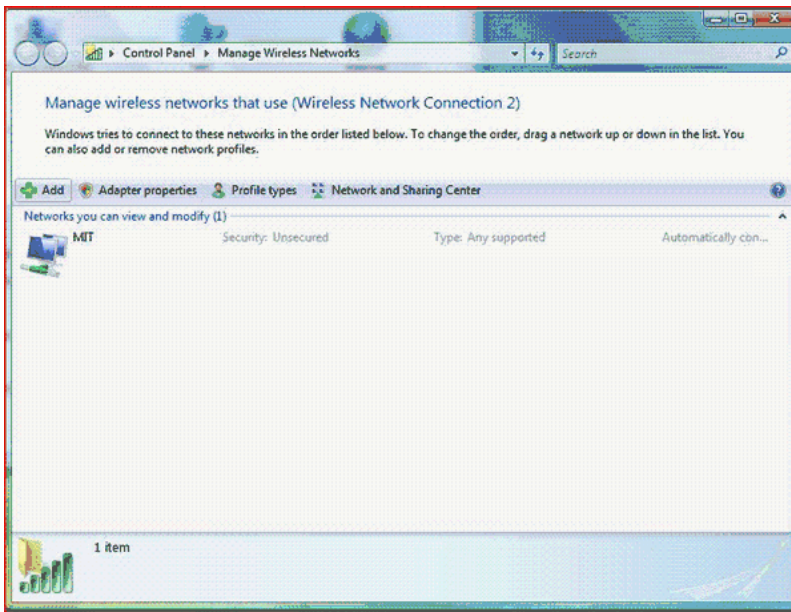 Control Panel ▸ Manage Wireless Networks
Search
Manage wireless networks that use (Wireless Network Connection 2)
Windows tries to connect to these networks in the order listed below. To change the order, drag a network up or down in the list. You
can also add or remove network profiles.
Add Adapter properties Profile types Network and Sharing Center
Networks you can view and modify (1)
MIT Security: Unsecured Type: Any supported Automatically con...
1 item